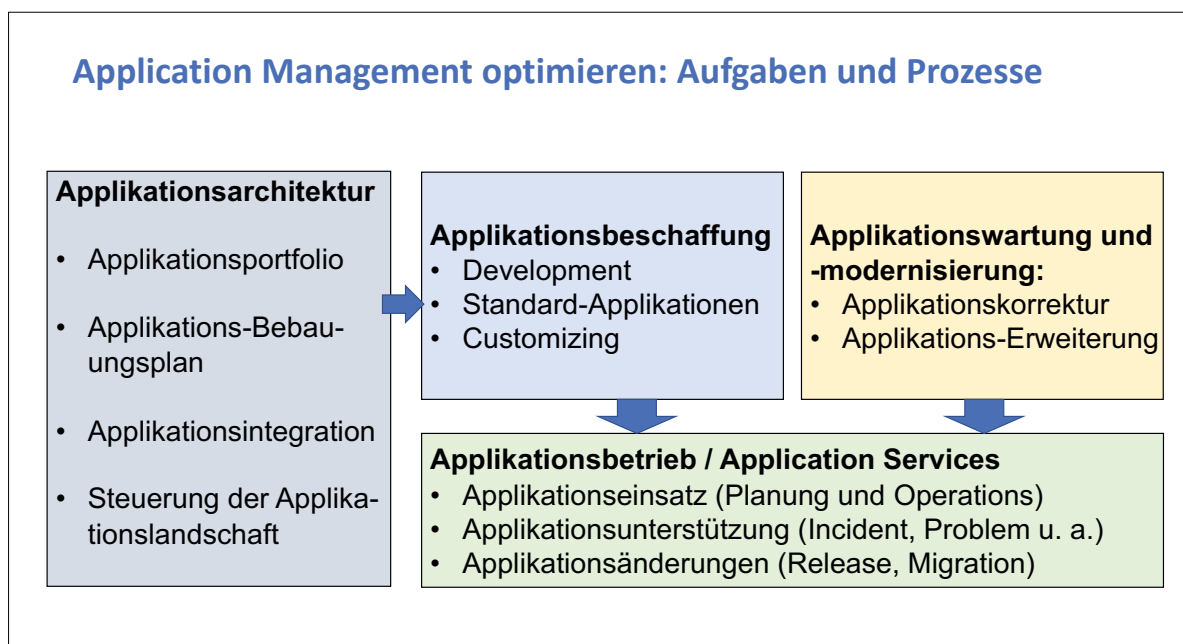 Application Management optimieren: Aufgaben und Prozesse
Applikationsarchitektur
• Applikationsportfolio
• Applikations-Bebau-
ungsplan
• Applikationsintegration
• Steuerung der Applika-
tionslandschaft
Applikationsbeschaffung
• Development
• Standard-Applikationen
• Customizing
Applikationswartung und
-modernisierung:
• Applikationskorrektur
• Applikations-Erweiterung
Applikationsbetrieb / Application Services
• Applikationseinsatz (Planung und Operations)
• Applikationsunterstützung (Incident, Problem u. a.)
• Applikationsänderungen (Release, Migration)